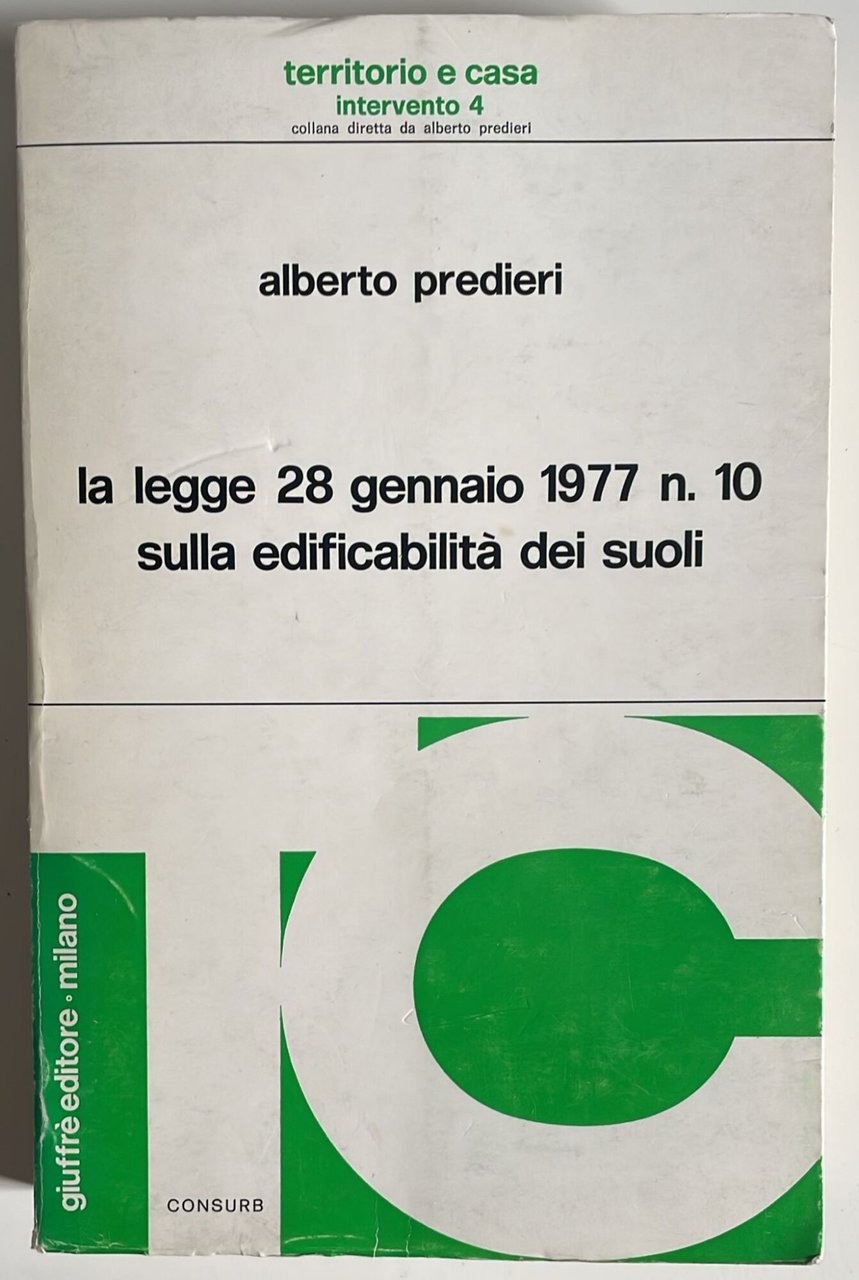 territorio e casa
intervento 4
collana diretta da alberto predieri
alberto predieri
la legge 28 gennaio 1977 n. 10
sulla edificabilità dei suoli
giuffrè editore · milano
CONSURB